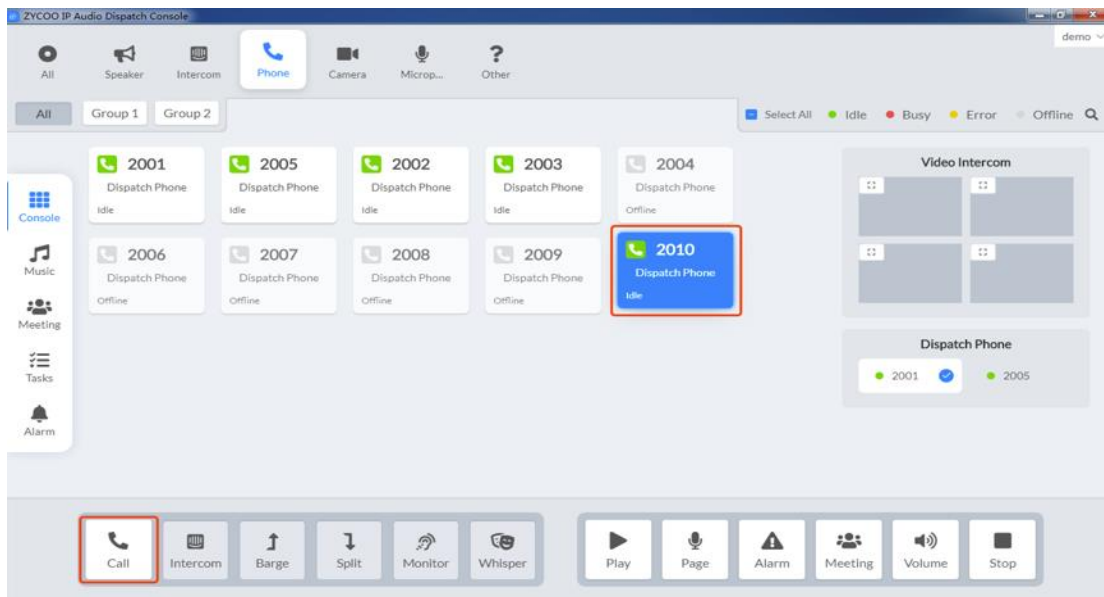 ZYCOO IP Audio Dispatch Console
demo
All Speaker Intercom Phone Camera Microp... Other
All Group 1 Group 2 Select All Idle Busy Error Offline
2001 2005 2002 2003 2004
Dispatch Phone Dispatch Phone Dispatch Phone Dispatch Phone Dispatch Phone
Idle Idle Idle Idle Offline
2006 2007 2008 2009 2010
Dispatch Phone Dispatch Phone Dispatch Phone Dispatch Phone Dispatch Phone
Offline Offline Offline Offline Idle
Console
Music
Meeting
Tasks
Alarm
Video Intercom
Dispatch Phone
2001 2005
Call Intercom Barge Split Monitor Whisper Play Page Alarm Meeting Volume Stop